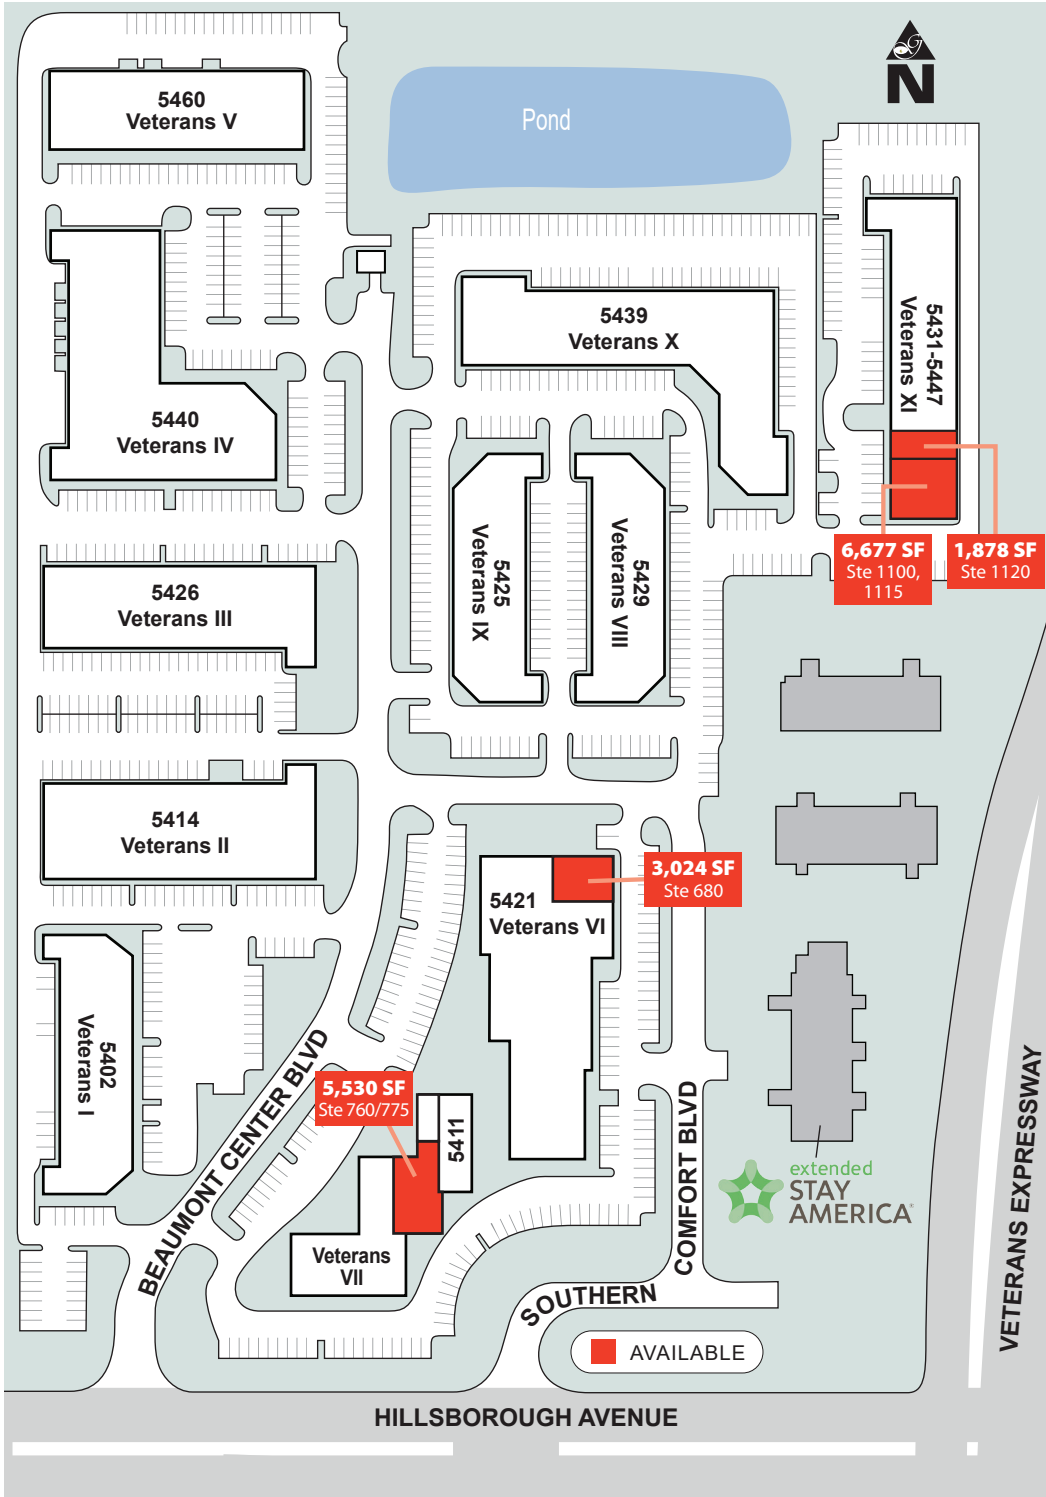 5460
Veterans V
Pond
N
5439
Veterans X
5431-5447
Veterans XI
5440
Veterans IV
5425
Veterans IX
5429
Veterans VIII
6,677 SF
Ste 1100,
1115
1,878 SF
Ste 1120
5426
Veterans III
5414
Veterans II
3,024 SF
Ste 680
5421
Veterans VI
5402
Veterans I
BEAUMONT CENTER BLVD
5,530 SF
Ste 760/775
5411
Veterans
VII
SOUTHERN
COMFORT BLVD
extended
STAY
AMERICA
VETERANS EXPRESSWAY
AVAILABLE
HILLSBOROUGH AVENUE